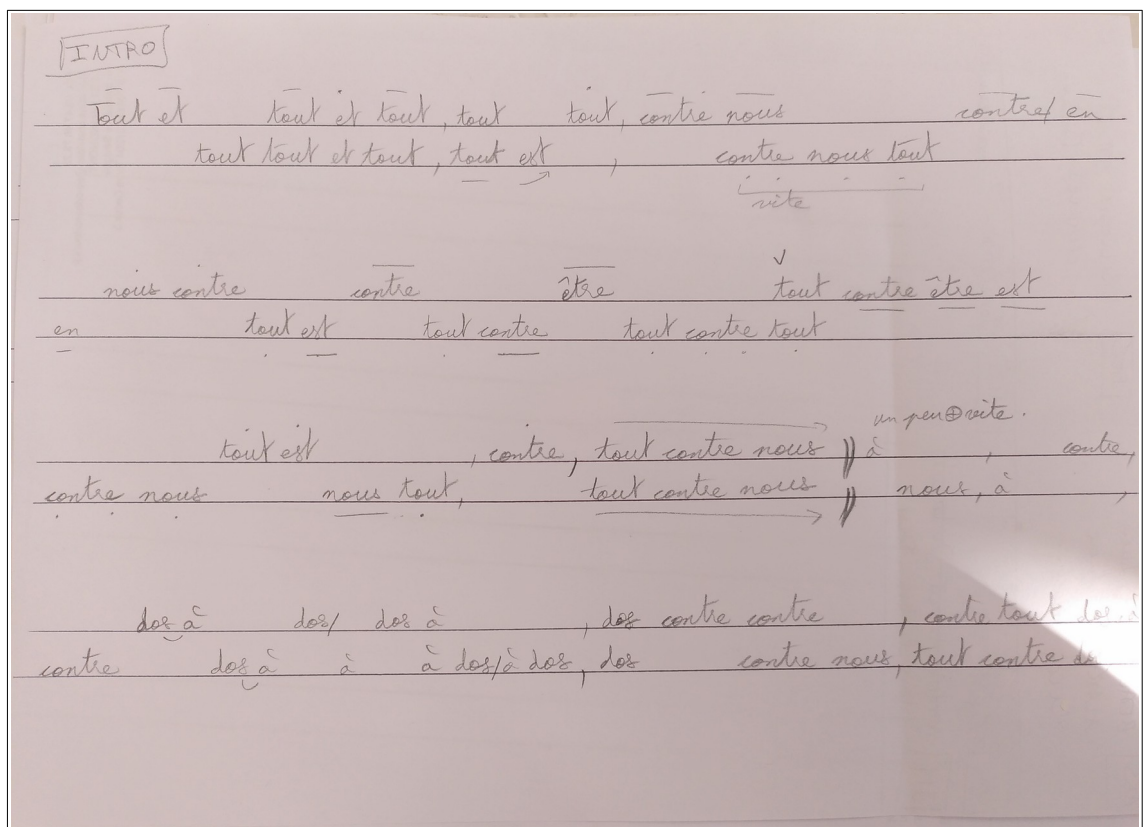 INTRO
Tout et tout et tout, tout tout, contre nous contre/ en
tout tout et tout, tout est , contre nous tout
vite
nous contre contre être tout contre être est
en tout est tout contre tout contre tout
un peu ⊕ vite.
tout est , contre, tout contre nous )) à , contre,
contre nous nous tout, tout contre nous )) nous, à ,
dos à dos/ dos à , dos contre contre , contre tout dos à
contre dos à à à dos/à dos, dos contre nous, tout contre